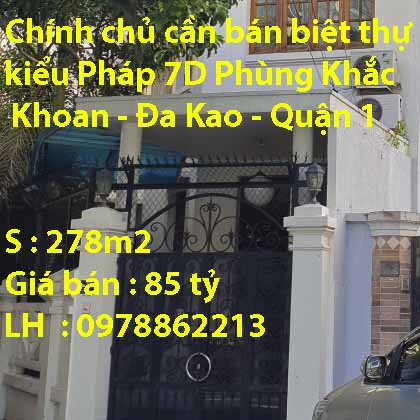 Chính chủ cần bán biệt thự
kiểu Pháp 7D Phùng Khắc
Khoan - Đa Kao - Quận 1
S : 278m2
Giá bán : 85 tỷ
LH : 0978862213